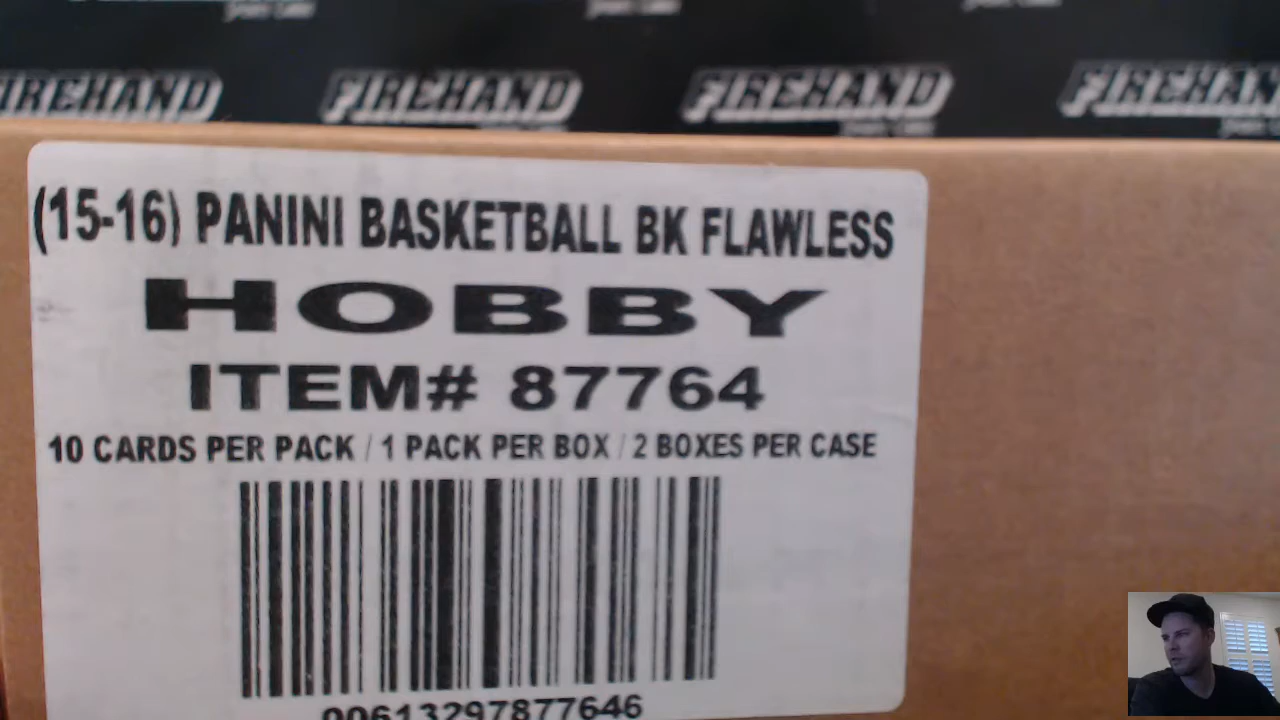 FIREHAND FIREHAND FIREHAND FIREHAND
(15-16) PANINI BASKETBALL BK FLAWLESS
HOBBY
ITEM# 87764
10 CARDS PER PACK / 1 PACK PER BOX / 2 BOXES PER CASE
00613297877646